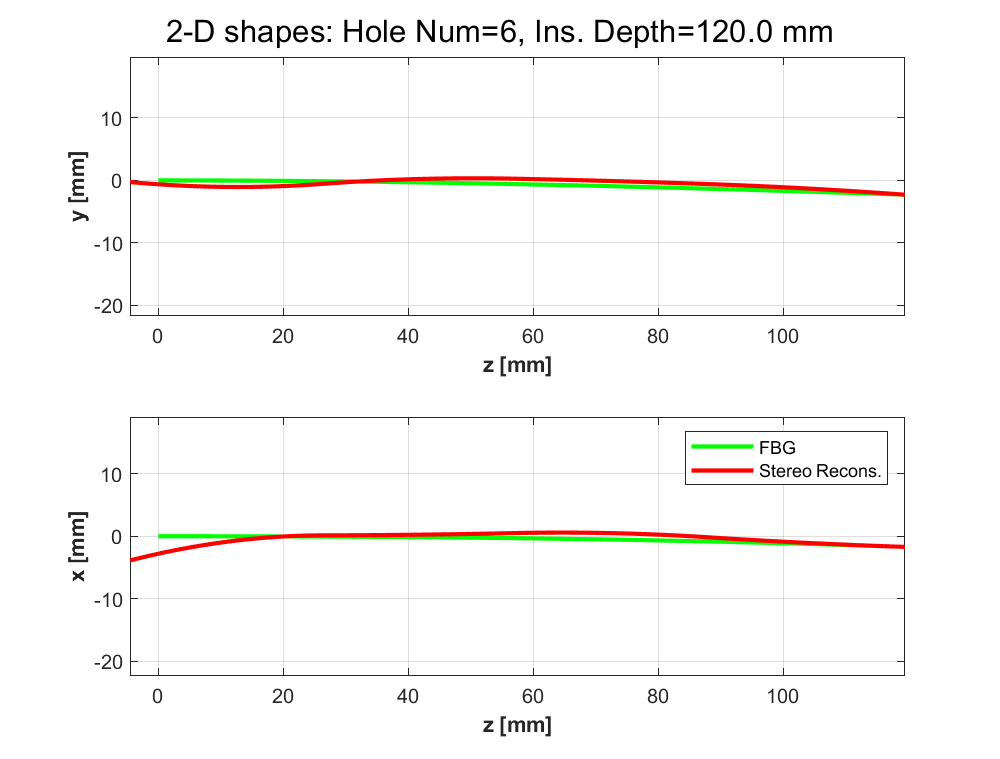 2-D shapes: Hole Num=6, Ins. Depth=120.0 mm
10
0
-10
-20
y [mm]
0 20 40 60 80 100
z [mm]
FBG
Stereo Recons.
10
0
-10
-20
x [mm]
0 20 40 60 80 100
z [mm]